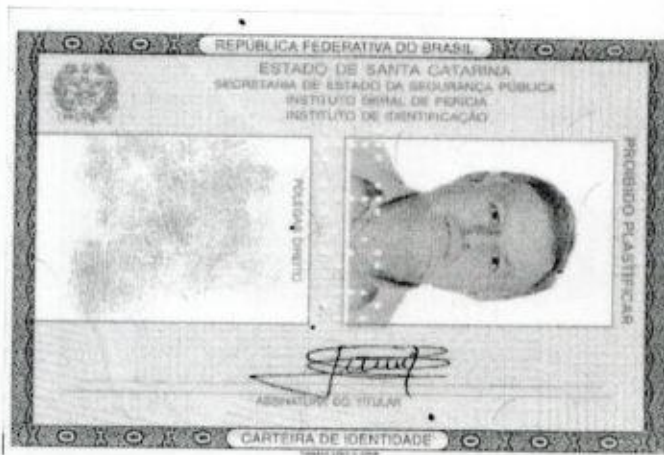 REPÚBLICA FEDERATIVA DO BRASIL
ESTADO DE SANTA CATARINA
SECRETARIA DE ESTADO DA SEGURANÇA PÚBLICA
INSTITUTO GERAL DE PERÍCIA
INSTITUTO DE IDENTIFICAÇÃO
POLEGAR DIREITO
PROIBIDO PLASTIFICAR
ASSINATURA DO TITULAR
CARTEIRA DE IDENTIDADE